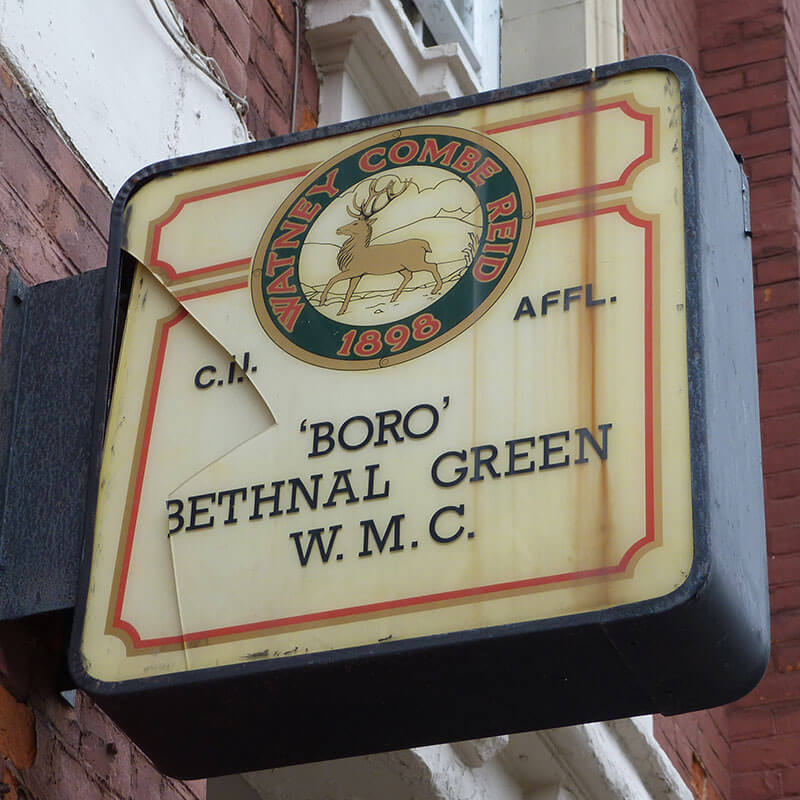 WATNEY COMBE REID
1898
C.I.U. AFFL.
'BORO'
BETHNAL GREEN
W. M. C.